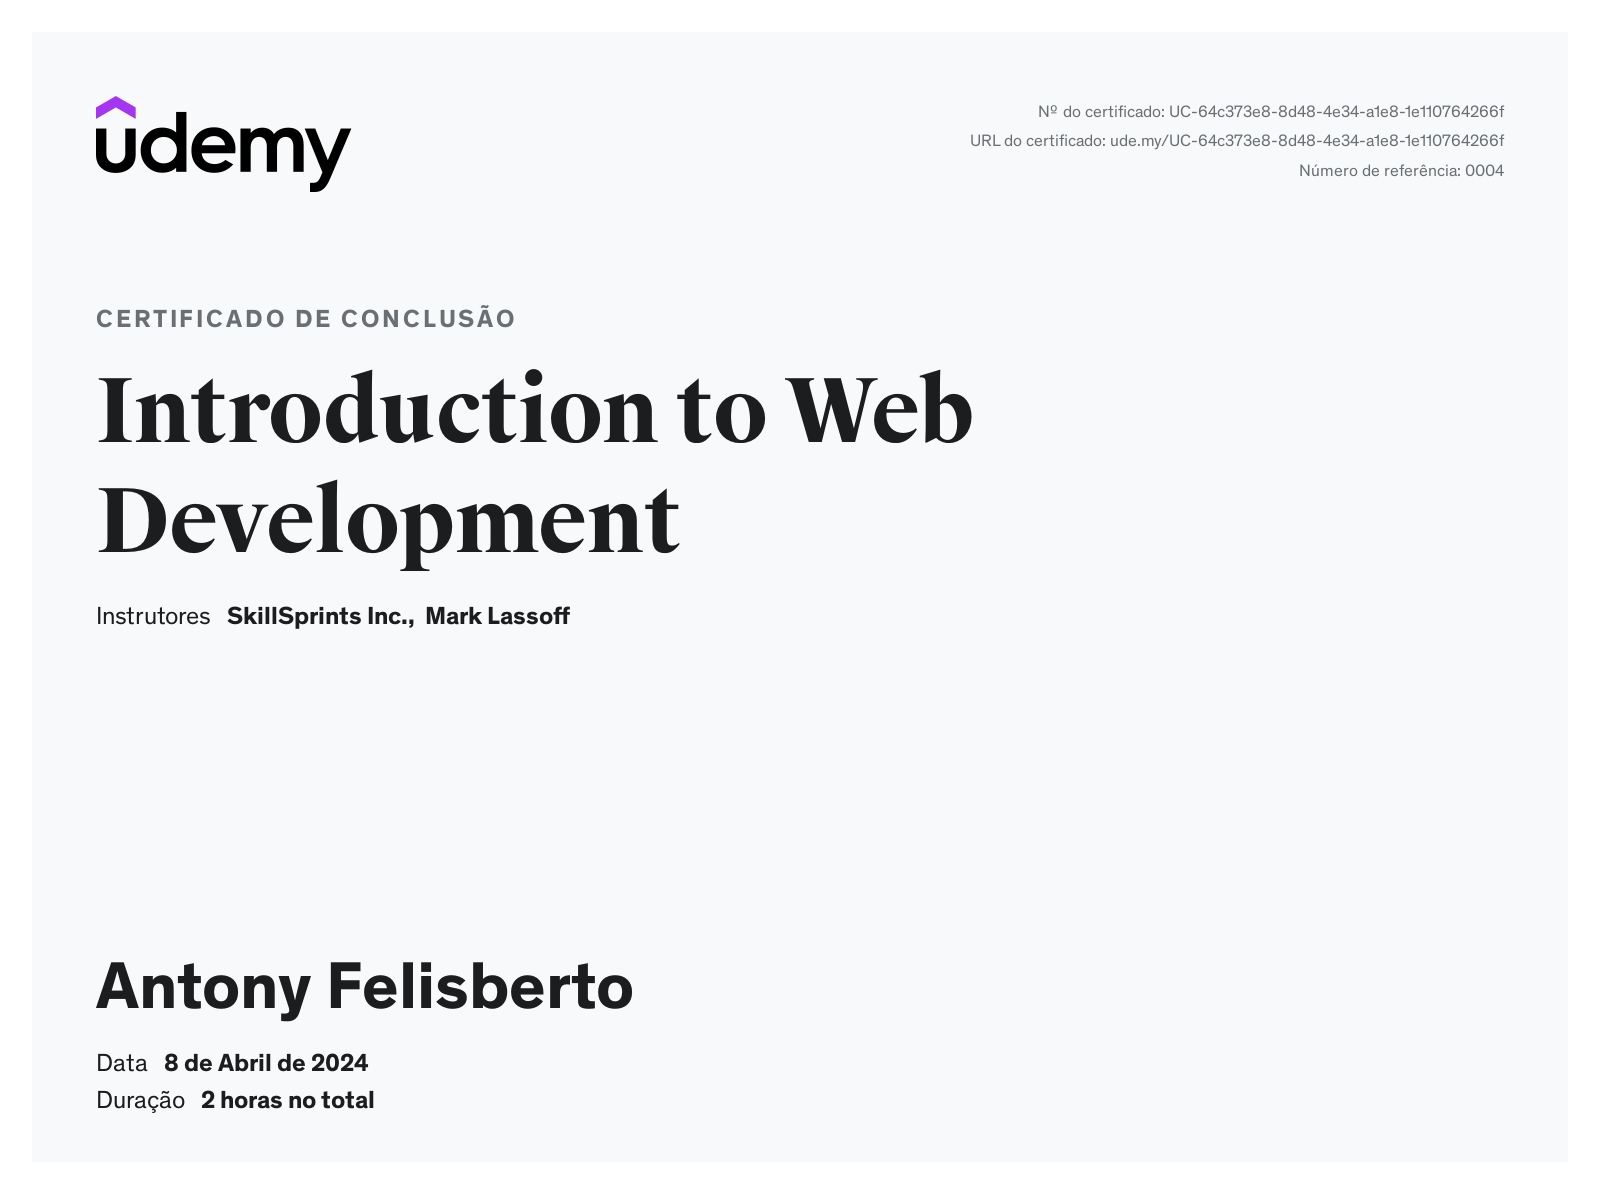 udemy
Nº do certificado: UC-64c373e8-8d48-4e34-a1e8-1e110764266f
URL do certificado: ude.my/UC-64c373e8-8d48-4e34-a1e8-1e110764266f
Número de referência: 0004
CERTIFICADO DE CONCLUSÃO
Introduction to Web
Development
Instrutores SkillSprints Inc., Mark Lassoff
Antony Felisberto
Data 8 de Abril de 2024
Duração 2 horas no total